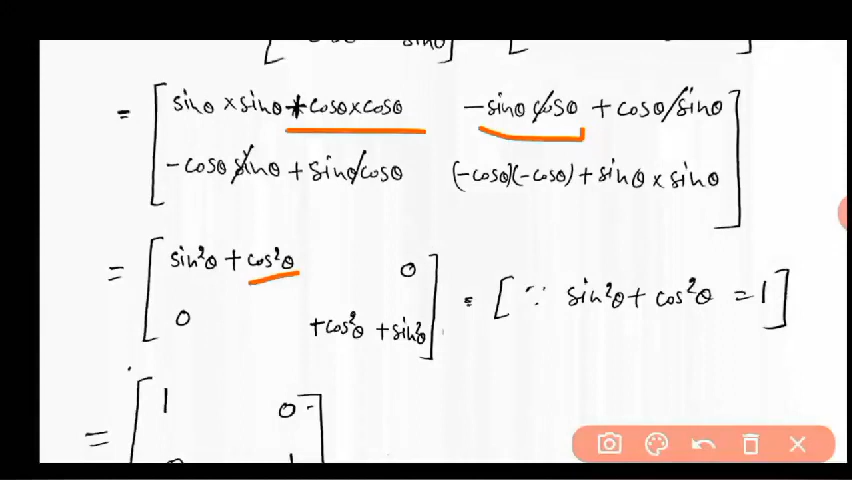 = [ sinθ × sinθ + cosθ×cosθ   - sinθ cosθ + cosθ sinθ
- cosθ sinθ + sinθ cosθ   (-cosθ)(-cosθ) + sinθ × sinθ ]
= [ sin²θ + cos²θ   0
0   + cos²θ + sin²θ ] = [ ∵ sin²θ + cos²θ = 1 ]
= [ 1   0